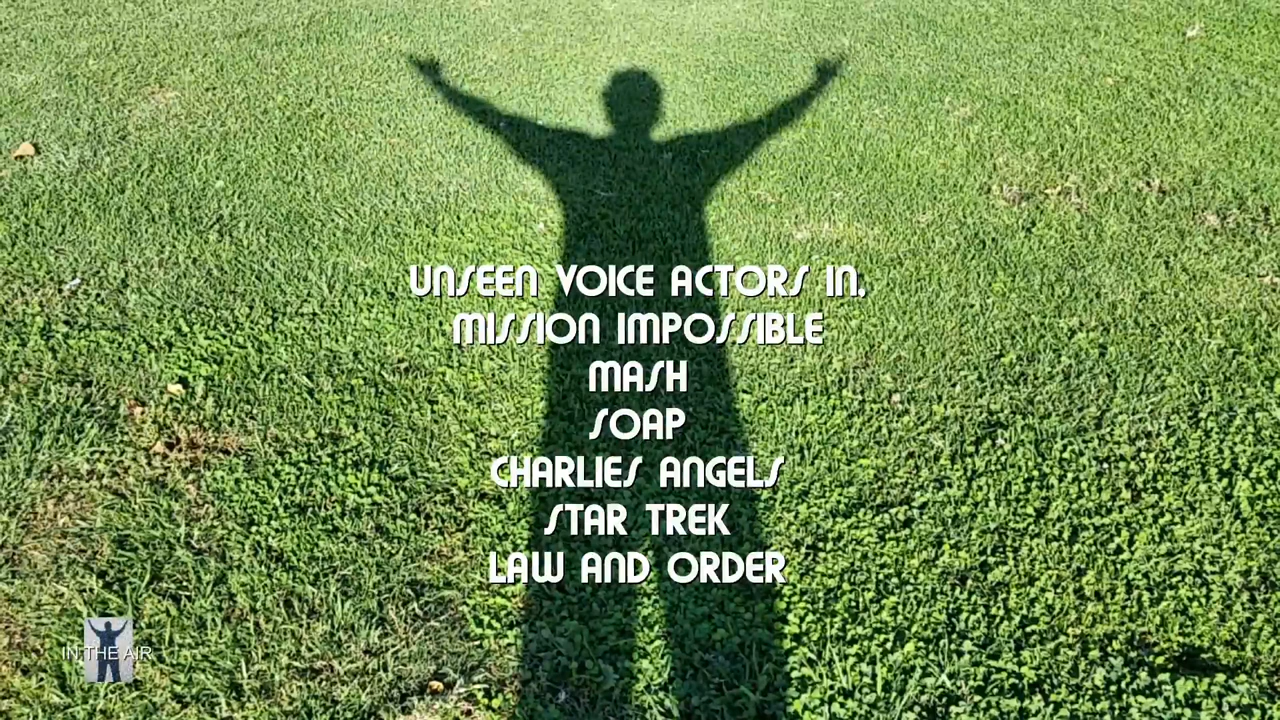 UNSEEN VOICE ACTORS IN,
MISSION IMPOSSIBLE
MASH
SOAP
CHARLIES ANGELS
STAR TREK
LAW AND ORDER
IN THE AIR